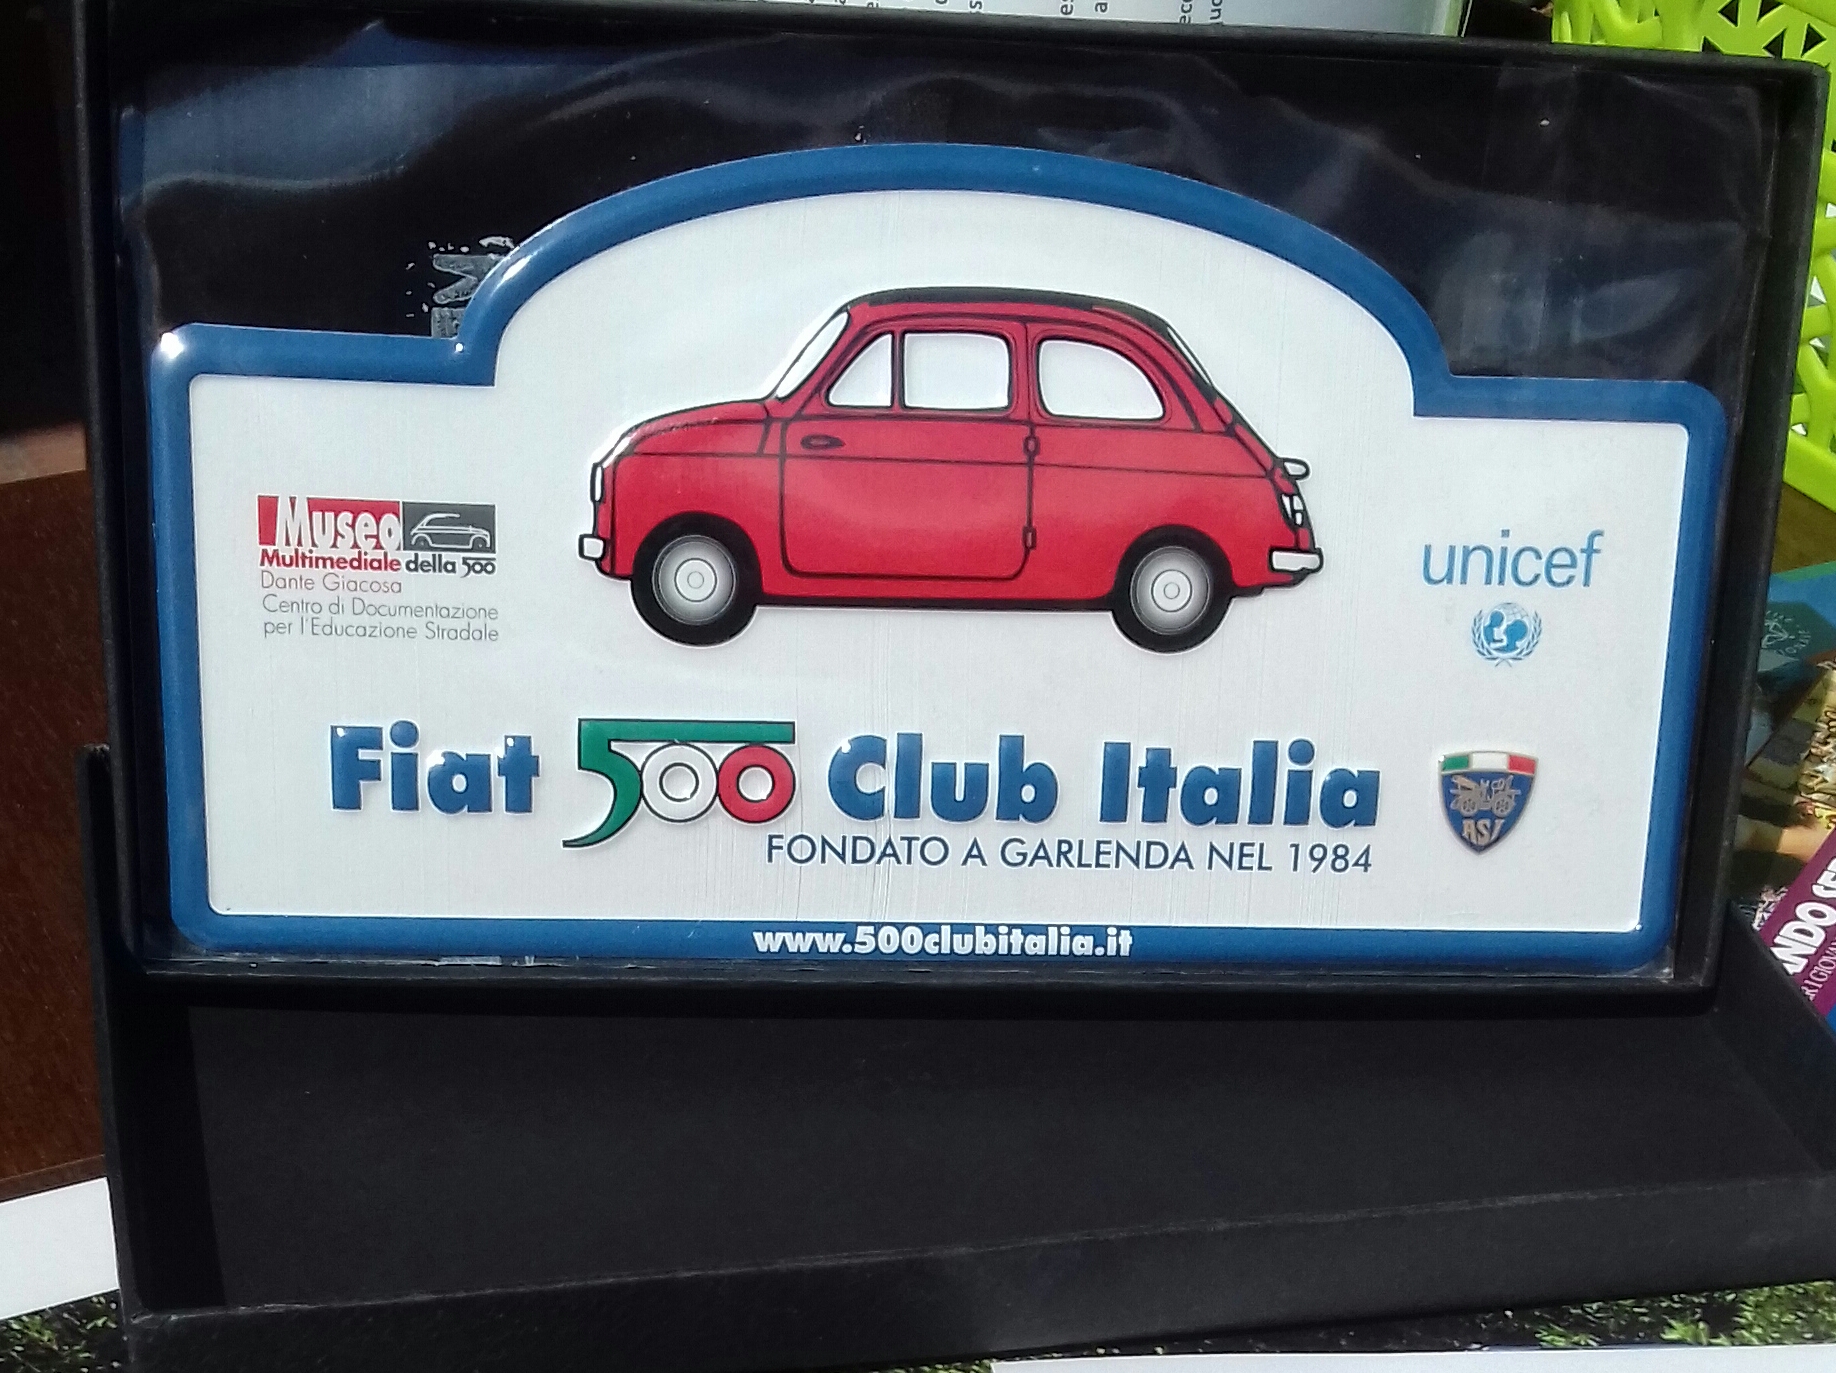 Museo
Multimediale della 500
Dante Giacosa
Centro di Documentazione
per l'Educazione Stradale
unicef
Fiat 500 Club Italia
FONDATO A GARLENDA NEL 1984
ASI
www.500clubitalia.it